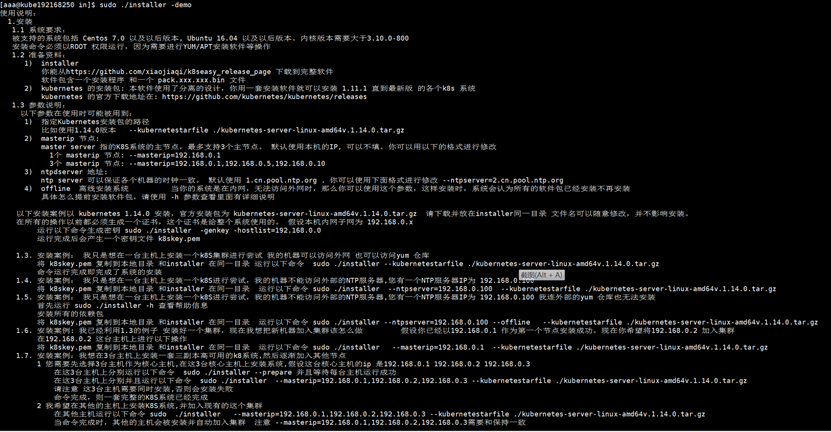 [aaa@kube192168250 in]$ sudo ./installer -demo
使用说明：
1.安装
1.1 系统要求：
被支持的系统包括 Centos 7.0 以及以后版本，Ubuntu 16.04 以及以后版本。内核版本需要大于3.10.0-800
安装命令必须以ROOT 权限运行，因为需要进行YUM/APT安装软件等操作
1.2 准备资料：
1) installer
你能从https://github.com/xiaojiaqi/k8seasy_release_page 下载到完整软件
软件包含一个安装程序 和一个 pack.xxx.xxx.bin 文件
2) kubernetes 的安装包：本软件使用了分离的设计，你用一套安装软件就可以安装 1.11.1 直到最新版 的各个k8s 系统
kubernetes 的官方下载地址在：https://github.com/kubernetes/kubernetes/releases
1.3 参数说明：
以下参数在使用时可能被用到：
1) 指定Kubernetes安装包的路径
比如使用1.14.0版本 --kubernetestarfile ./kubernetes-server-linux-amd64v.1.14.0.tar.gz
2) masterip 节点：
master server 指的K8S系统的主节点，最多支持3个主节点。 默认使用本机的IP，可以不填。你可以用以下的格式进行修改
1个 masterip 节点：--masterip=192.168.0.1
3个 masterip 节点：--masterip=192.168.0.1,192.168.0.5,192.168.0.10
3) ntpdserver 地址：
ntp server 可以保证各个机器的时钟一致。 默认使用 1.cn.pool.ntp.org ，你可以使用下面格式进行修改 --ntpserver=2.cn.pool.ntp.org
4) offline 离线安装系统 当你的系统是在内网，无法访问外网时，那么你可以使用这个参数，这样安装时，系统会认为所有的软件包已经安装不再安装
具体怎么提前安装软件包，请使用 -h 参数查看里面有详细说明
以下安装案例以 kubernetes 1.14.0 安装，官方安装包为 kubernetes-server-linux-amd64v.1.14.0.tar.gz 请下载并放在installer同一目录 文件名可以随意修改，并不影响安装。
在所有的操作以前都必须生成一个证书，这个证书是给整个系统使用的。 假设本机内网子网为 192.168.0.x
运行以下命令生成密钥 sudo ./installer -genkey -hostlist=192.168.0.0
运行完后会产生一个密钥文件 k8skey.pem
1.3. 安装案例： 我只是想在一台主机上安装一个k8S集群进行尝试 我的机器可以访问外网 也可以访问yum 仓库
将 k8skey.pem 复制到本地目录 和installer 在同一目录 运行以下命令 sudo ./installer --kubernetestarfile ./kubernetes-server-linux-amd64v.1.14.0.tar.gz
命令运行完成即完成了系统的安装
截图(Alt + A)
1.4. 安装案例： 我只是想在一台主机上安装一个k8S进行尝试，我的机器不能访问外部的NTP服务器,您有一个NTP服务器IP为 192.168.0.100
将 k8skey.pem 复制到本地目录 和installer 在同一目录 运行以下命令 sudo ./installer --ntpserver=192.168.0.100 --kubernetestarfile ./kubernetes-server-linux-amd64v.1.14.0.tar.gz
1.5. 安装案例： 我只是想在一台主机上安装一个k8S进行尝试，我的机器不能访问外部的NTP服务器,您有一个NTP服务器IP为 192.168.0.100 我连外部的yum 仓库也无法安装
首先运行 sudo ./installer -h 查看帮助信息
安装所有的依赖包
将 k8skey.pem 复制到本地目录 和installer 在同一目录 运行以下命令 sudo ./installer --ntpserver=192.168.0.100 --offline --kubernetestarfile ./kubernetes-server-linux-amd64v.1.14.0.tar.gz
1.6. 安装案例：我已经利用1.3的例子 安装好一个集群，现在我想把新机器加入集群该怎么做 假设你已经以192.168.0.1 作为第一个节点安装成功。现在你希望将192.168.0.2 加入集群
在192.168.0.2 这台主机上进行以下操作
将 k8skey.pem 复制到本地目录 和installer 在同一目录 运行以下命令 sudo ./installer --masterip=192.168.0.1 --kubernetestarfile ./kubernetes-server-linux-amd64v.1.14.0.tar.gz
1.7. 安装案例：我想在3台主机上安装一套三副本高可用的k8系统,然后逐渐加入其他节点
1 您需要先选择3台主机作为核心主机,在这3台核心主机上安装系统,假设这台核心主机的ip 是192.168.0.1 192.168.0.2 192.168.0.3
在这3台主机上分别运行以下命令 sudo ./installer --prepare 并且等待每台主机运行成功
在这3台主机上分别并且运行以下命令 sudo ./installer --masterip=192.168.0.1,192.168.0.2,192.168.0.3 --kubernetestarfile ./kubernetes-server-linux-amd64v.1.14.0.tar.gz
请注意 这3台主机需要同时安装,否则会安装失败
命令完成，则一套完整的K8S系统已经完成
2 我希望在其他的主机上安装K8S系统,并加入现有的这个集群
在其他主机运行以下命令 sudo ./installer --masterip=192.168.0.1,192.168.0.2,192.168.0.3 --kubernetestarfile ./kubernetes-server-linux-amd64v.1.14.0.tar.gz
当命令完成时，其他的主机会被安装并自动加入集群 注意 --masterip=192.168.0.1,192.168.0.2,192.168.0.3需要和保持一致